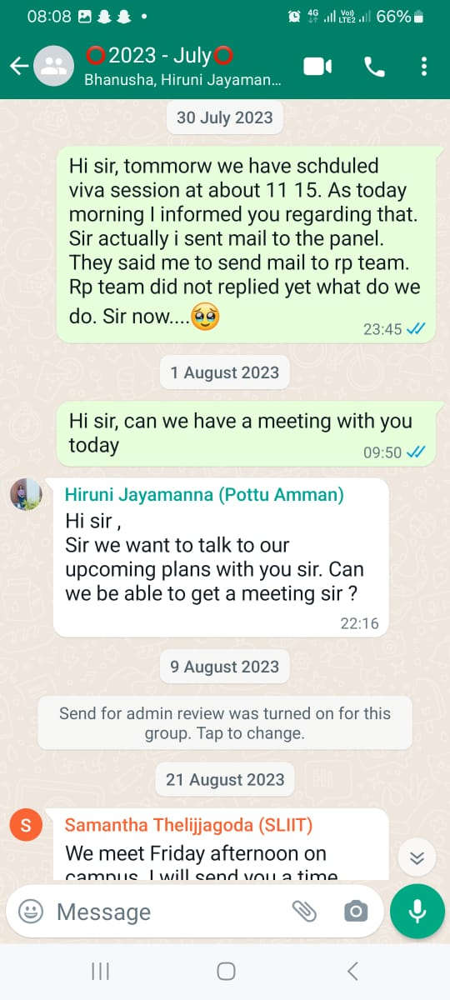 08:08 4G Vo)) LTE2 66%
⭕2023 - July⭕
Bhanusha, Hiruni Jayaman...
30 July 2023
Hi sir, tommorw we have schduled
viva session at about 11 15. As today
morning I informed you regarding that.
Sir actually i sent mail to the panel.
They said me to send mail to rp team.
Rp team did not replied yet what do we
do. Sir now....🥹
23:45
1 August 2023
Hi sir, can we have a meeting with you
today
09:50
Hiruni Jayamanna (Pottu Amman)
Hi sir ,
Sir we want to talk to our
upcoming plans with you sir. Can
we be able to get a meeting sir ?
22:16
9 August 2023
Send for admin review was turned on for this
group. Tap to change.
21 August 2023
S
Samantha Thelijjagoda (SLIIT)
We meet Friday afternoon on
campus. I will send you a time
Message